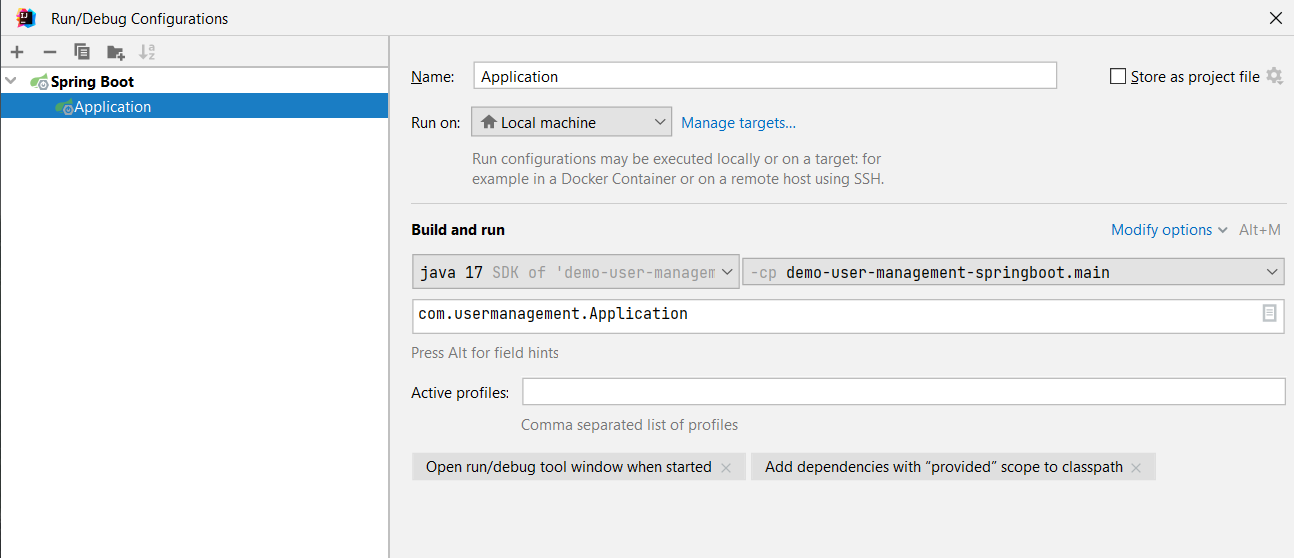 Run/Debug Configurations
Spring Boot
Application
Name: Application
Store as project file
Run on: Local machine Manage targets...
Run configurations may be executed locally or on a target: for
example in a Docker Container or on a remote host using SSH.
Build and run
Modify options Alt+M
java 17 SDK of 'demo-user-managem
-cp demo-user-management-springboot.main
com.usermanagement.Application
Press Alt for field hints
Active profiles:
Comma separated list of profiles
Open run/debug tool window when started
Add dependencies with “provided” scope to classpath